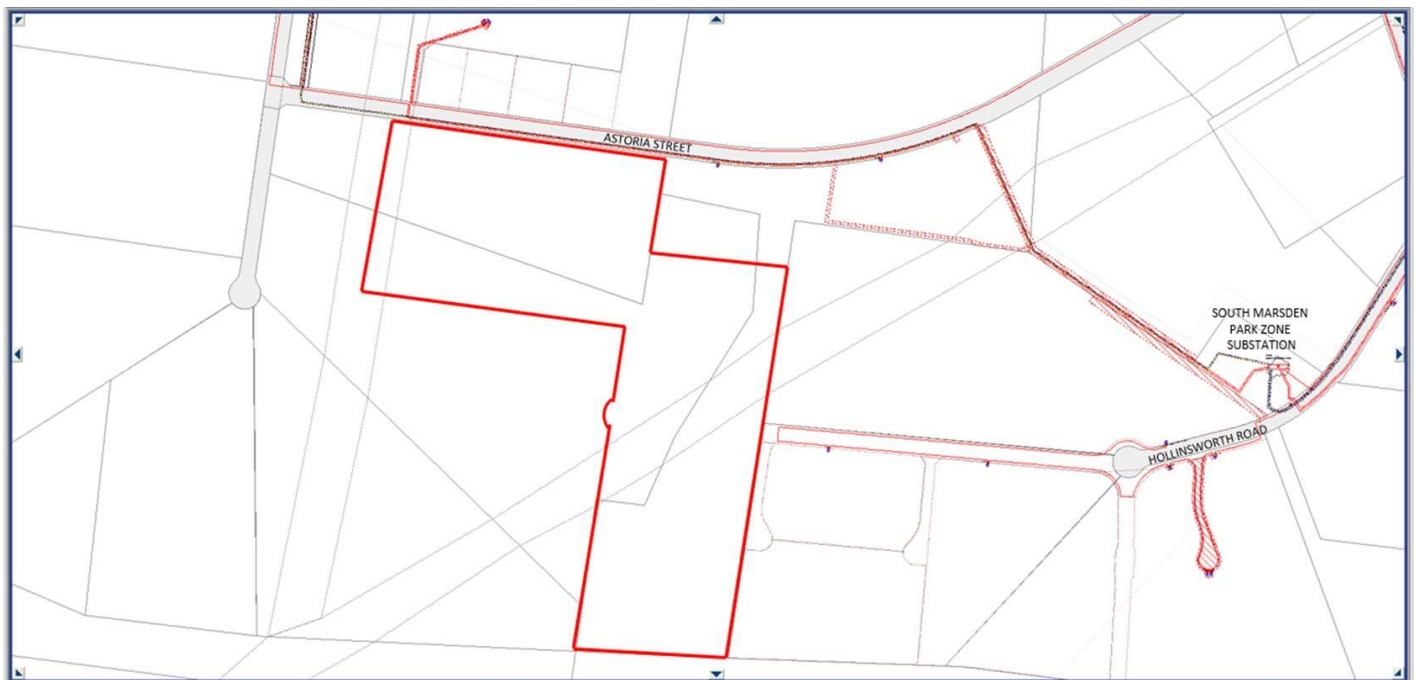 ASTORIA STREET
SOUTH MARSDEN
PARK ZONE
SUBSTATION
HOLLINSWORTH ROAD